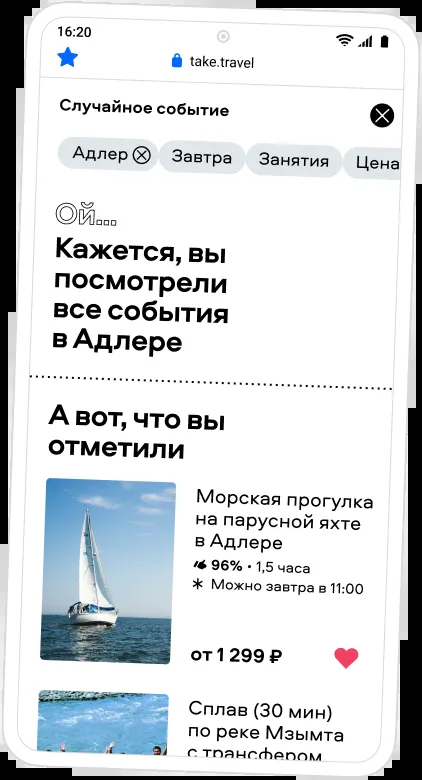 16:20
take.travel
Случайное событие
Адлер Завтра Занятия Цена
Ой...
Кажется, вы
посмотрели
все события
в Адлере
А вот, что вы
отметили
Морская прогулка
на парусной яхте
в Адлере
96% • 1,5 часа
Можно завтра в 11:00
от 1 299 ₽
Сплав (30 мин)
по реке Мзымта
с трансфером